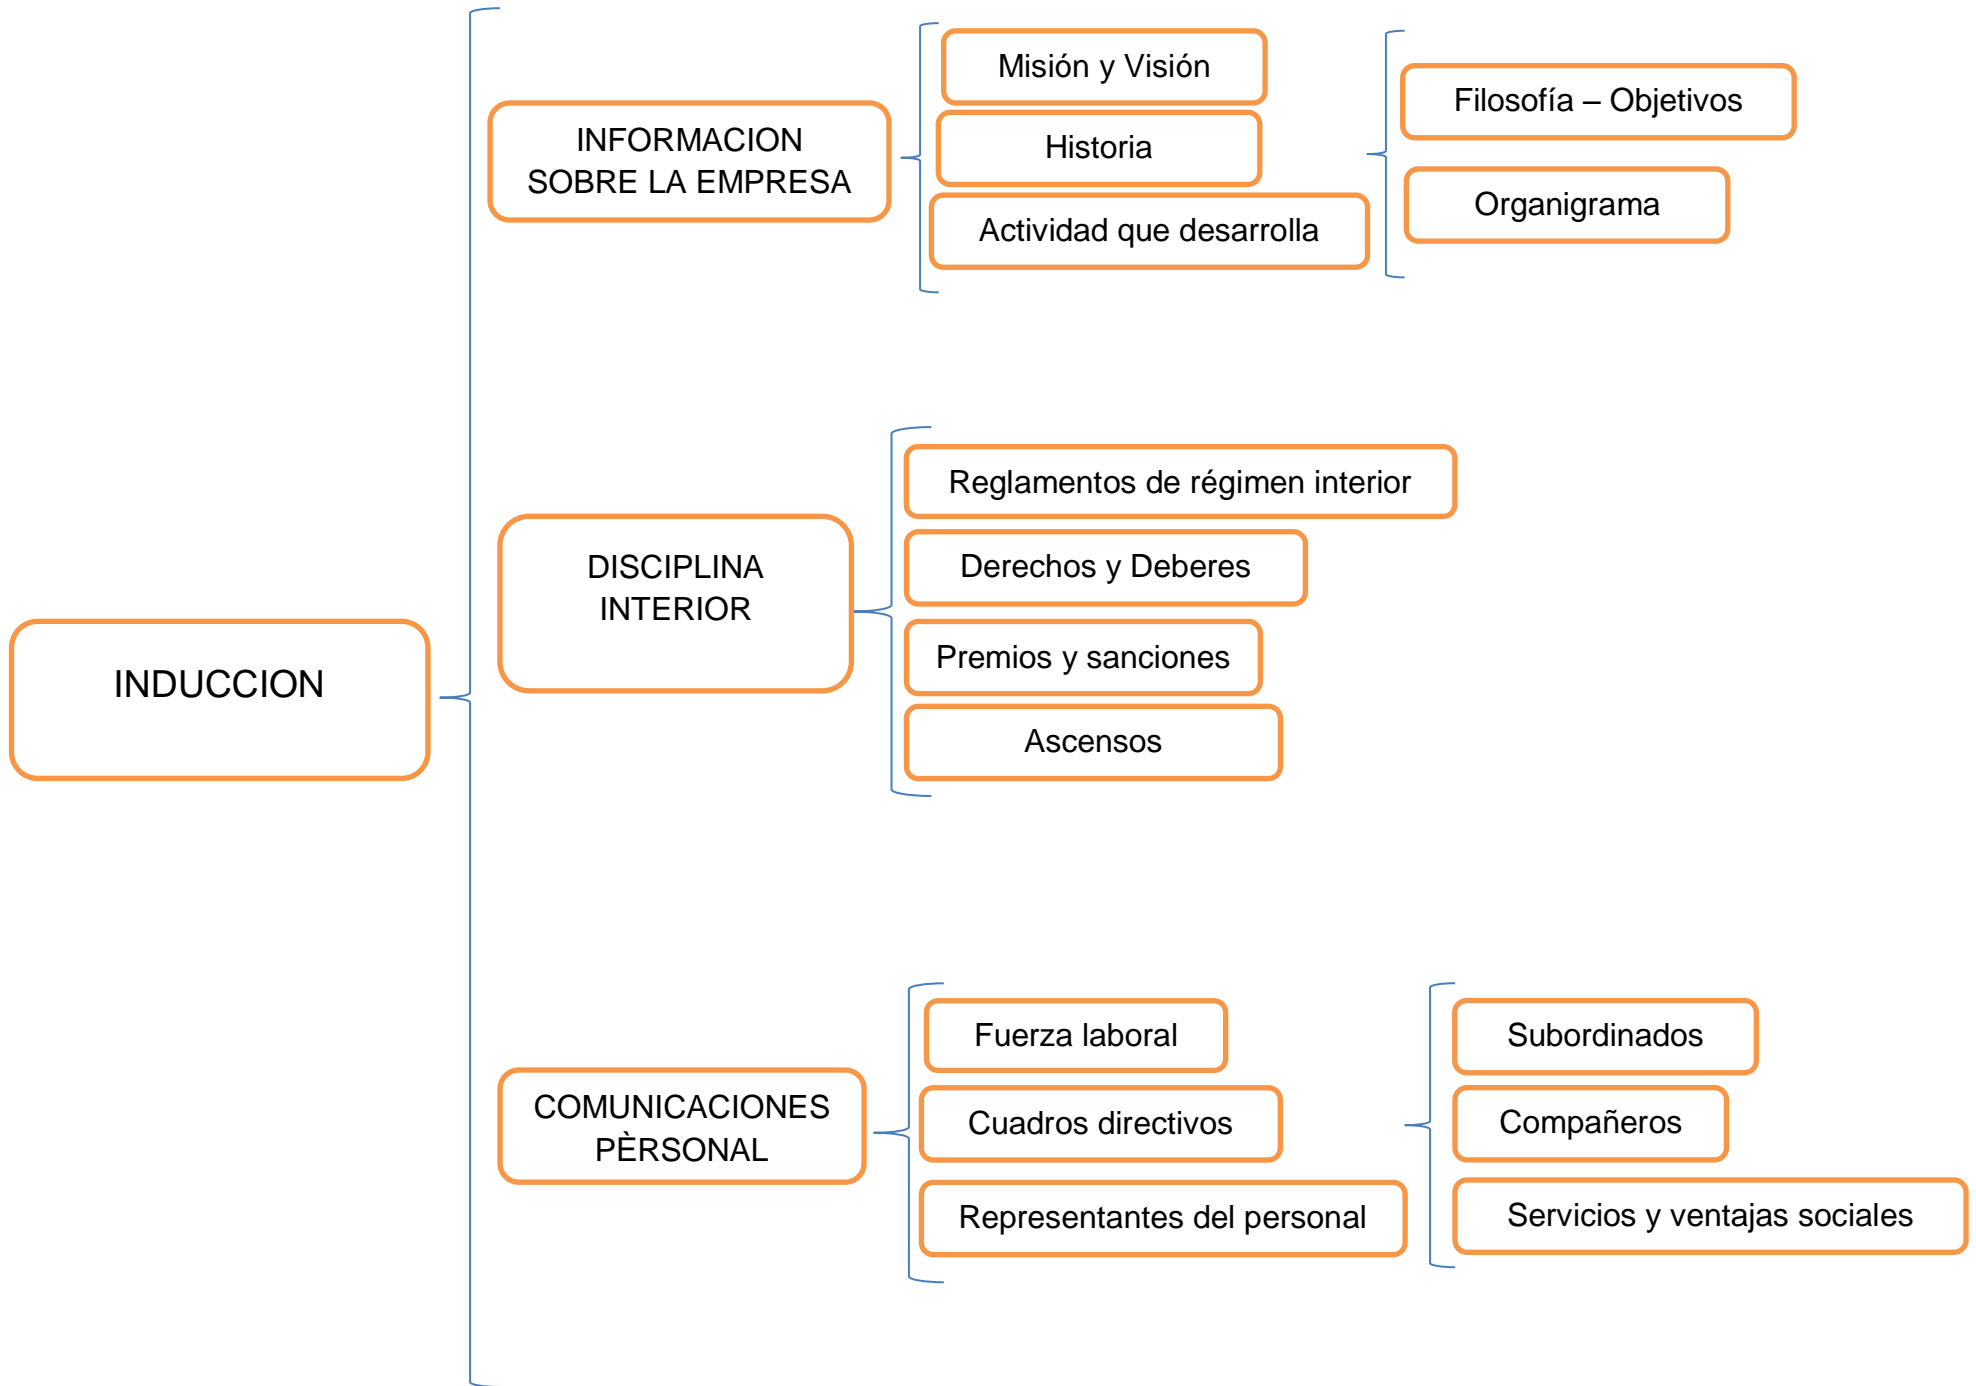 INDUCCION
INFORMACION
SOBRE LA EMPRESA
Misión y Visión
Historia
Actividad que desarrolla
Filosofía – Objetivos
Organigrama
DISCIPLINA
INTERIOR
Reglamentos de régimen interior
Derechos y Deberes
Premios y sanciones
Ascensos
COMUNICACIONES
PÈRSONAL
Fuerza laboral
Cuadros directivos
Representantes del personal
Subordinados
Compañeros
Servicios y ventajas sociales